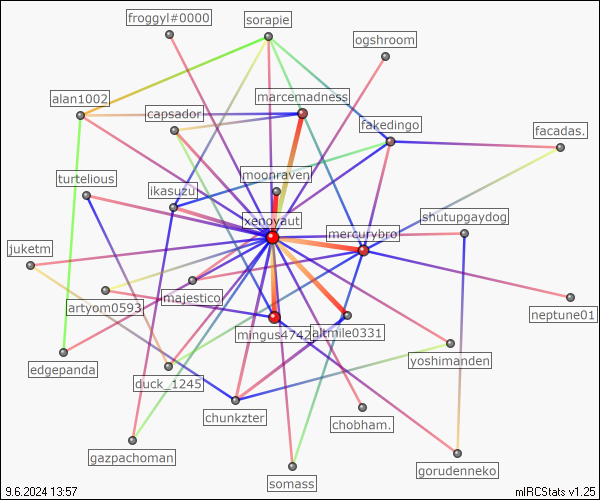 froggyl#0000
sorapie
ogshroom
alan1002
marcemadness
capsador
fakedingo
facadas.
moonraven
turtelious
ikasuzu
xenoyaut
shutupgaydog
mercurybro
juketm
artyom0593
majestico
neptune01
mingus4742
altmile0331
edgepanda
duck_1245
yoshimanden
chunkzter
chobham.
gazpachoman
gorudenneko
somass
9.6.2024 13:57
mIRCStats v1.25